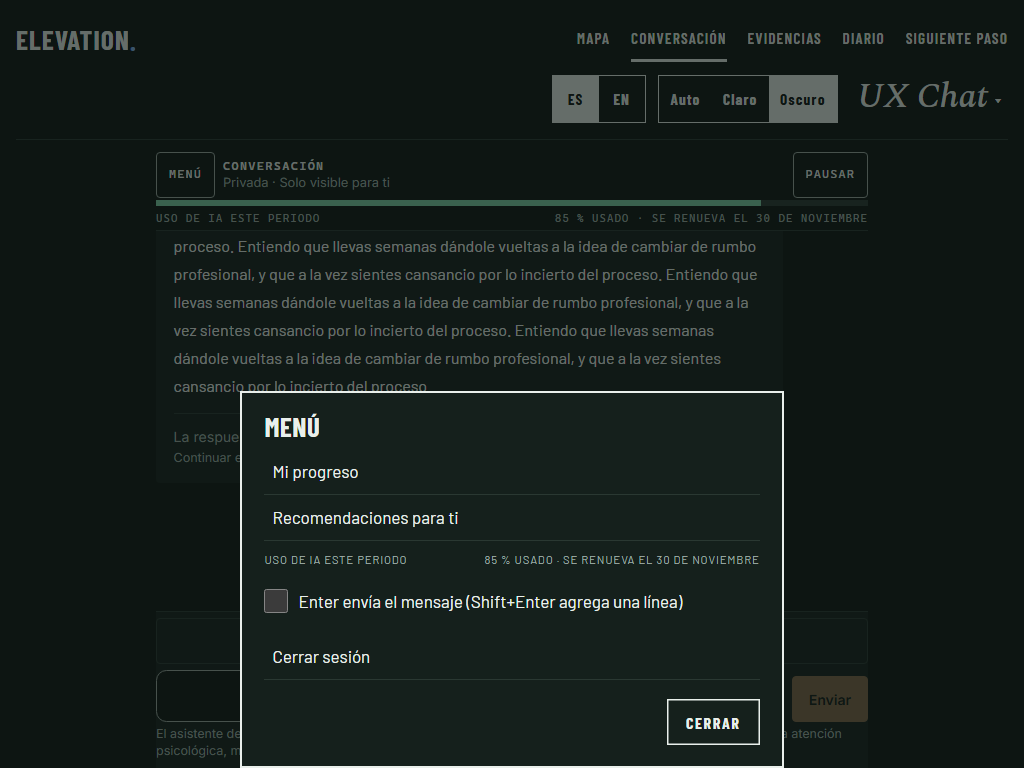 ELEVATION.
MAPA CONVERSACIÓN EVIDENCIAS DIARIO SIGUIENTE PASO
ES EN Auto Claro Oscuro UX Chat
MENÚ
CONVERSACIÓN
Privada · Solo visible para ti
PAUSAR
USO DE IA ESTE PERIODO 85 % USADO · SE RENUEVA EL 30 DE NOVIEMBRE
proceso. Entiendo que llevas semanas dándole vueltas a la idea de cambiar de rumbo
profesional, y que a la vez sientes cansancio por lo incierto del proceso. Entiendo que
llevas semanas dándole vueltas a la idea de cambiar de rumbo profesional, y que a la
vez sientes cansancio por lo incierto del proceso. Entiendo que llevas semanas
dándole vueltas a la idea de cambiar de rumbo profesional, y que a la vez sientes
cansancio por lo incierto del proceso
La
Continuar
MENÚ
Mi progreso
Recomendaciones para ti
USO DE IA ESTE PERIODO 85 % USADO · SE RENUEVA EL 30 DE NOVIEMBRE
Enter envía el mensaje (Shift+Enter agrega una línea)
Cerrar sesión
CERRAR
Enviar
El asistente de
atención
psicológica,